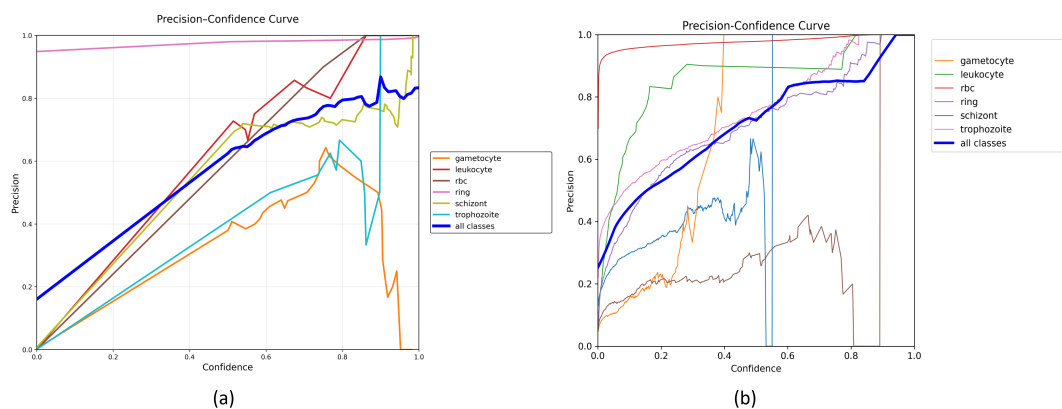 Precision–Confidence Curve
1.0
0.8
0.6
0.4
0.2
0.0
Precision
0.0 0.2 0.4 0.6 0.8 1.0
Confidence
gametocyte
leukocyte
rbc
ring
schizont
trophozoite
all classes
(a)
Precision-Confidence Curve
1.0
0.8
0.6
0.4
0.2
0.0
Precision
0.0 0.2 0.4 0.6 0.8 1.0
Confidence
gametocyte
leukocyte
rbc
ring
schizont
trophozoite
all classes
(b)